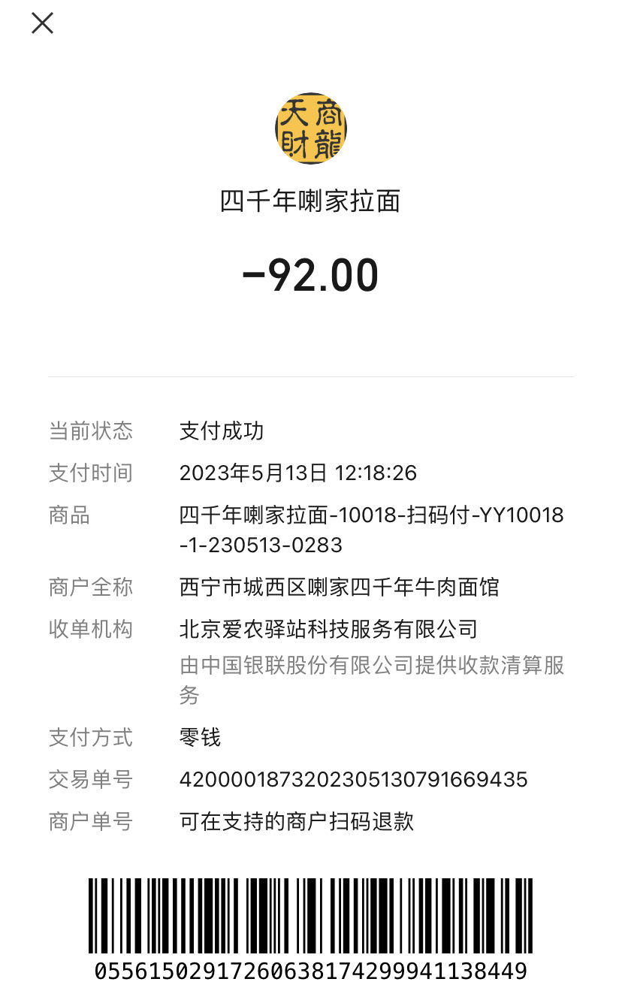 天商
財龍
四千年喇家拉面
-92.00
当前状态 支付成功
支付时间 2023年5月13日 12:18:26
商品 四千年喇家拉面-10018-扫码付-YY10018
-1-230513-0283
商户全称 西宁市城西区喇家四千年牛肉面馆
收单机构 北京爱农驿站科技服务有限公司
由中国银联股份有限公司提供收款清算服
务
支付方式 零钱
交易单号 4200001873202305130791669435
商户单号 可在支持的商户扫码退款
05561502917260638174299941138449